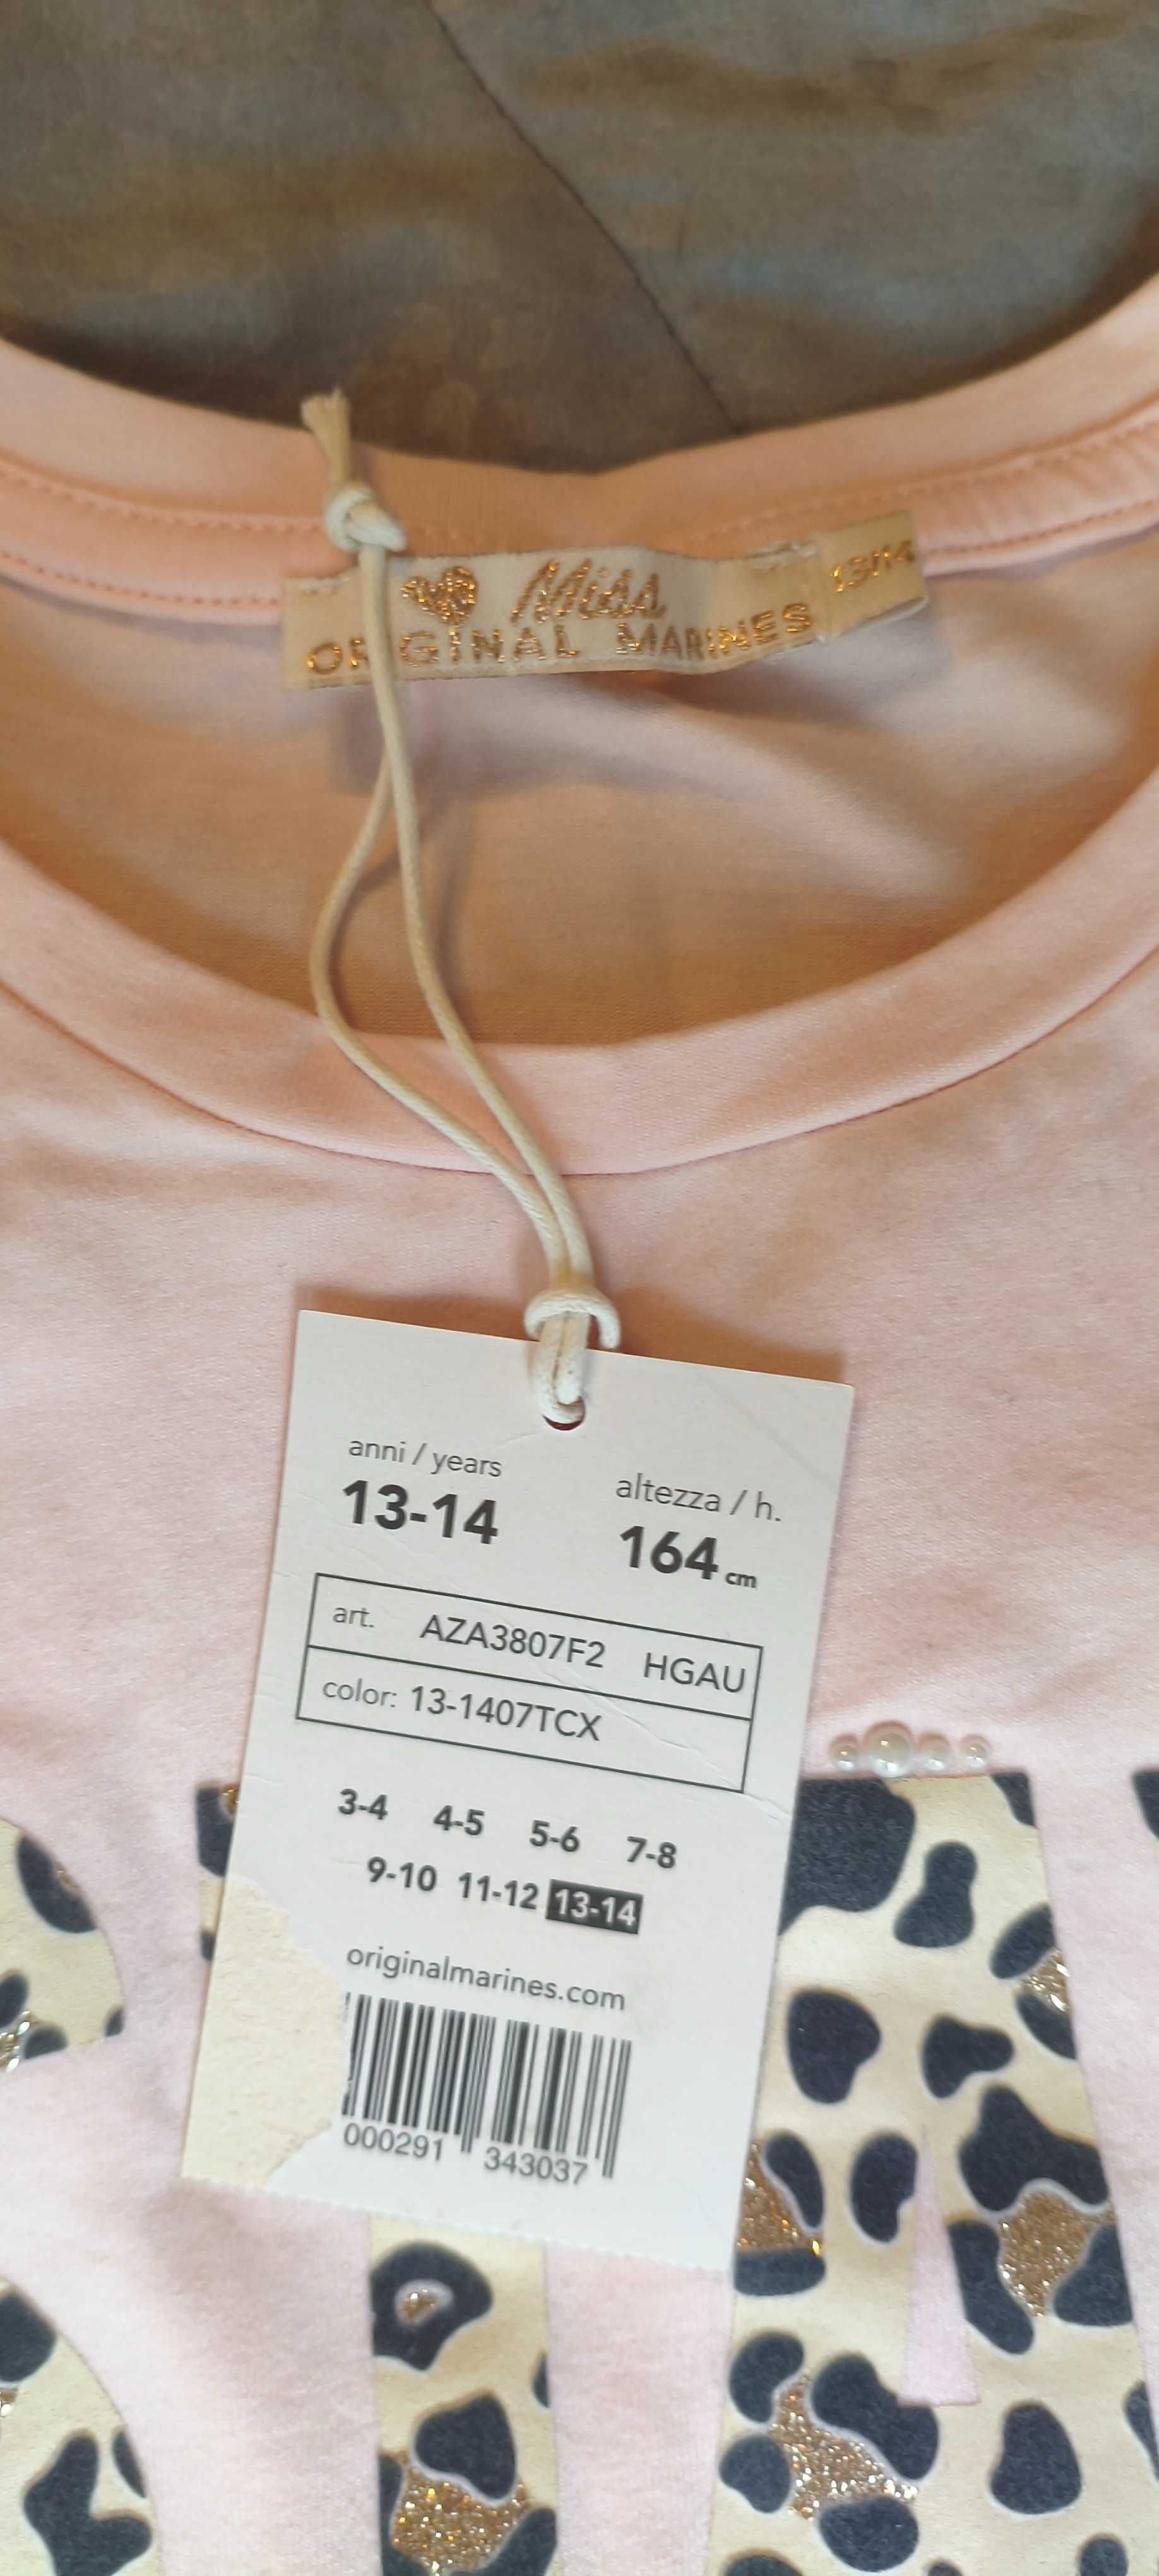 Miss
ORIGINAL MARINES
13/14
anni / years
13-14
altezza / h.
164 cm
art. AZA3807F2 HGAU
color: 13-1407TCX
3-4 4-5 5-6 7-8
9-10 11-12 13-14
originalmarines.com
000291 343037